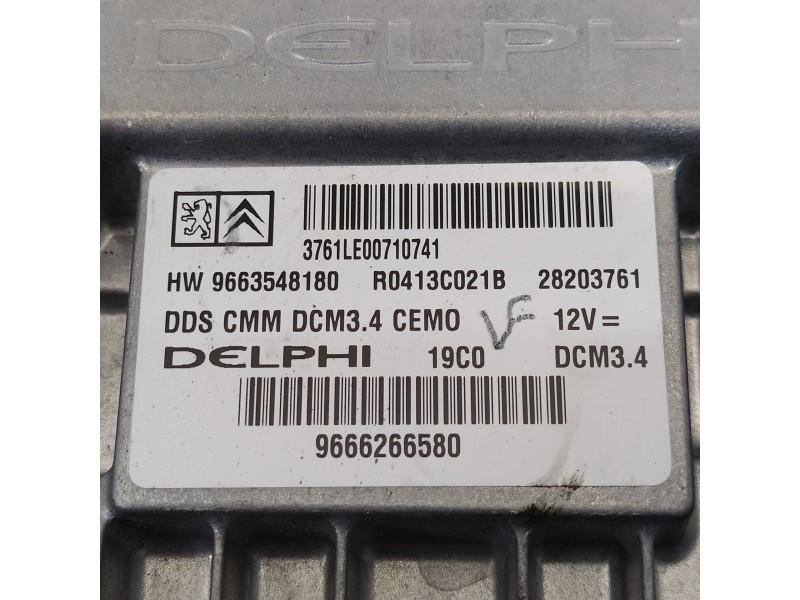 DELPHI
3761LE00710741
HW 9663548180 R0413C021B 28203761
DDS CMM DCM3.4 CEMO VF 12V =
DELPHI 19C0 DCM3.4
9666266580